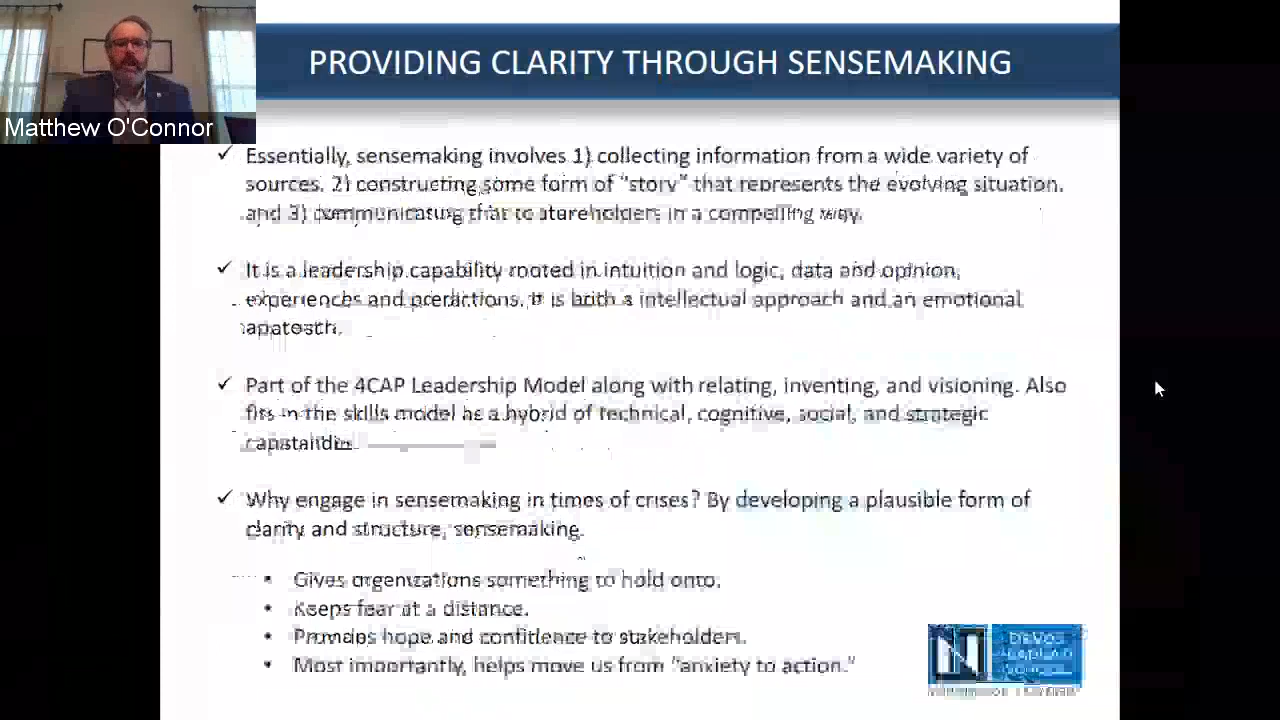 PROVIDING CLARITY THROUGH SENSEMAKING
Matthew O'Connor
✓ Essentially, sensemaking involves 1) collecting information from a wide variety of
sources, 2) constructing some form of "story" that represents the evolving situation,
and 3) communicating that to stakeholders in a compelling way.
✓ It is a leadership capability rooted in intuition and logic, data and opinion,
experiences and predictions. It is both a intellectual approach and an emotional
approach.
✓ Part of the 4CAP Leadership Model along with relating, inventing, and visioning. Also
fits in the skills model as a hybrid of technical, cognitive, social, and strategic
✓ Why engage in sensemaking in times of crises? By developing a plausible form of
clarity and structure, sensemaking.
• Gives organizations something to hold onto.
• Keeps fear at a distance.
• Provides hope and confidence to stakeholders.
• Most importantly, helps move us from "anxiety to action."
N